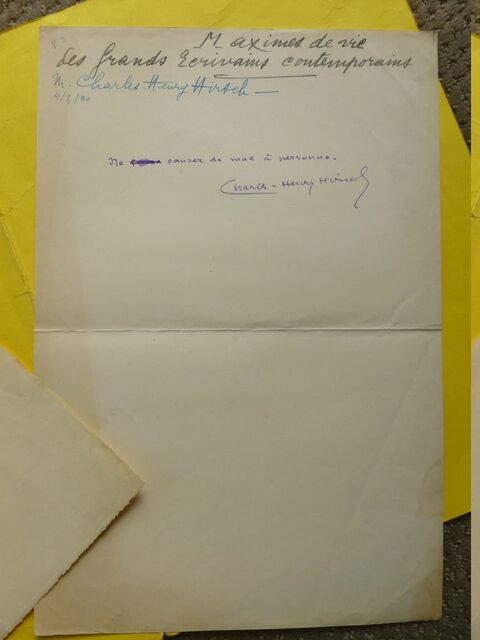 Maximes de vie
des Grands Ecrivains contemporains
M. Charles-Henry Hirsch —
4/3/30
Ne causer de mal à personne.
Charles-Henry Hirsch